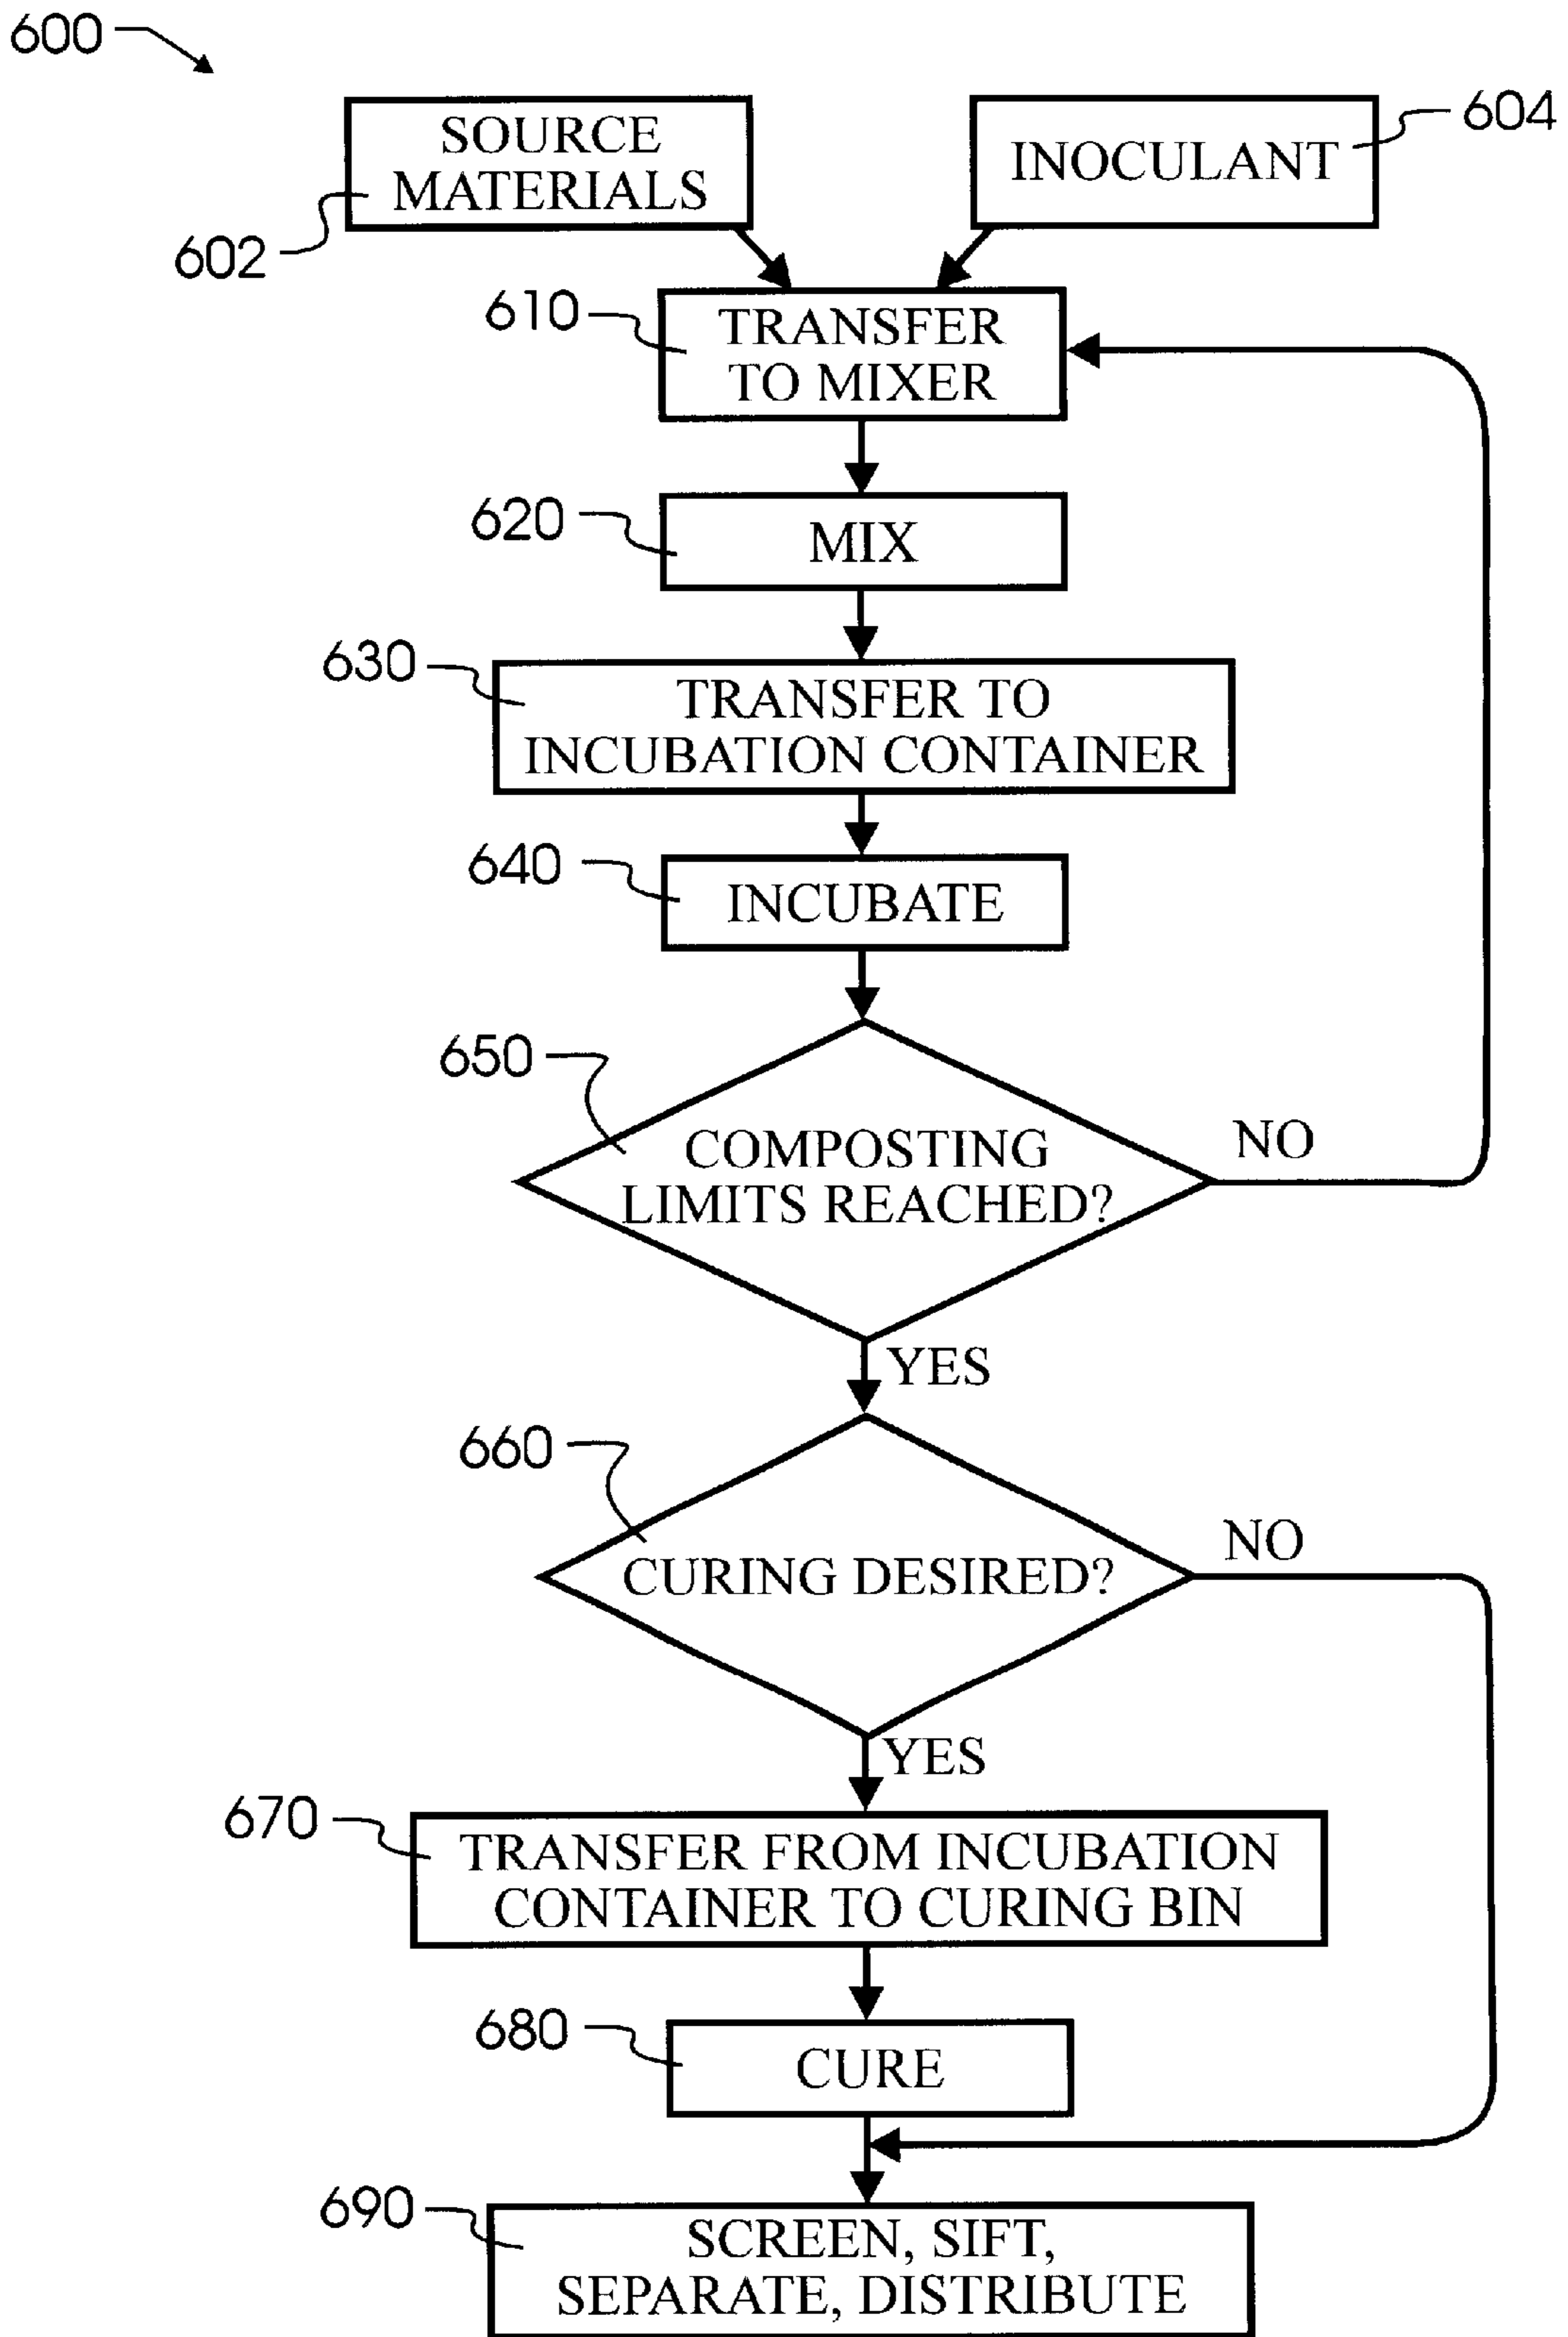 600
SOURCE
MATERIALS
602
INOCULANT
604
610
TRANSFER
TO MIXER
620
MIX
630
TRANSFER TO
INCUBATION CONTAINER
640
INCUBATE
650
COMPOSTING
LIMITS REACHED?
NO
YES
660
CURING DESIRED?
NO
YES
670
TRANSFER FROM INCUBATION
CONTAINER TO CURING BIN
680
CURE
690
SCREEN, SIFT,
SEPARATE, DISTRIBUTE